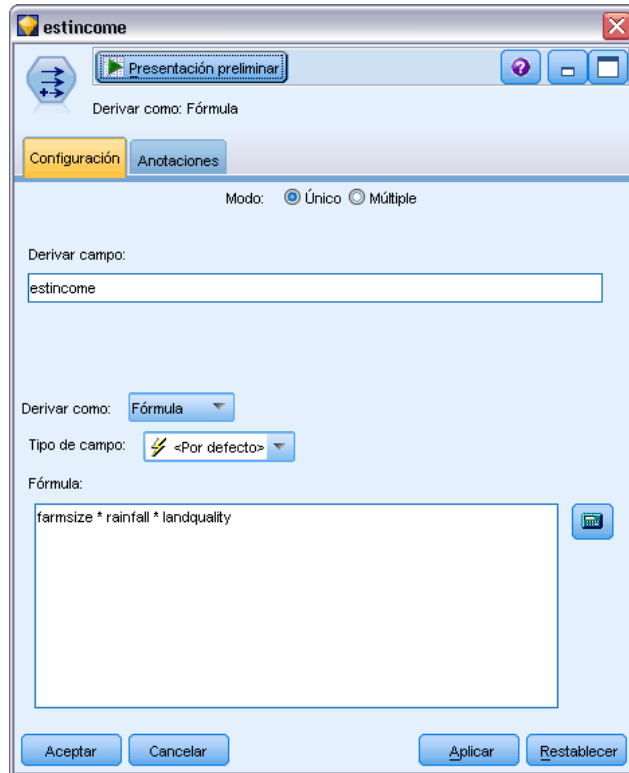 estincome
Presentación preliminar
Derivar como: Fórmula
Configuración Anotaciones
Modo: Único Múltiple
Derivar campo:
estincome
Derivar como: Fórmula
Tipo de campo: <Por defecto>
Fórmula:
farmsize * rainfall * landquality
Aceptar Cancelar Aplicar Restablecer